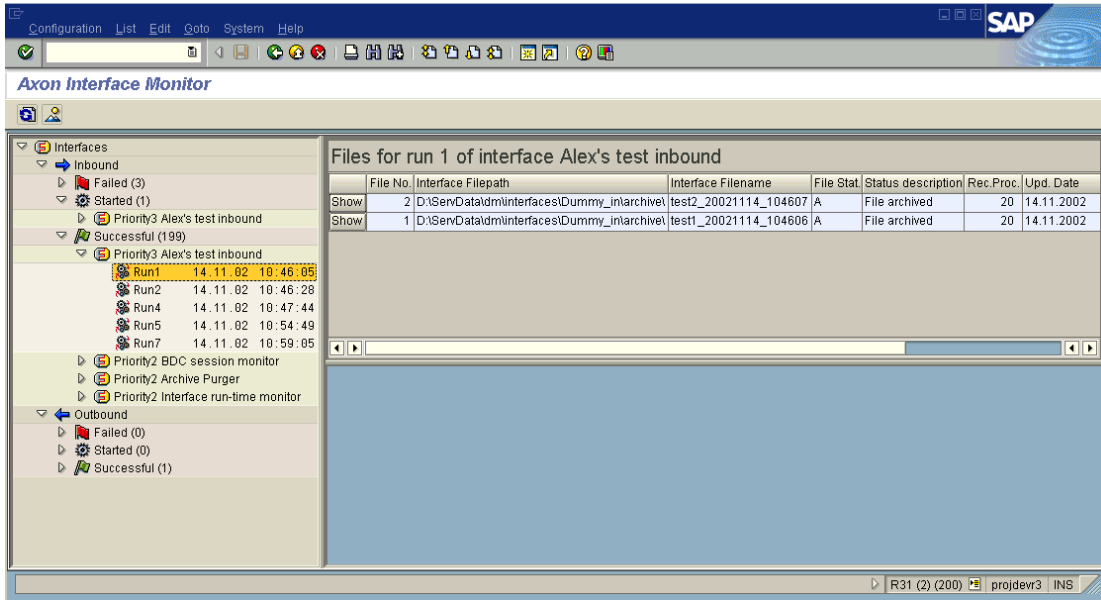 Configuration List Edit Goto System Help
SAP
Axon Interface Monitor
Interfaces
Inbound
Failed (3)
Started (1)
Priority3 Alex's test inbound
Successful (199)
Priority3 Alex's test inbound
Run1 14.11.02 10:46:05
Run2 14.11.02 10:46:28
Run4 14.11.02 10:47:44
Run5 14.11.02 10:54:49
Run7 14.11.02 10:59:05
Priority2 BDC session monitor
Priority2 Archive Purger
Priority2 Interface run-time monitor
Outbound
Failed (0)
Started (0)
Successful (1)
Files for run 1 of interface Alex's test inbound
File No. Interface Filepath Interface Filename File Stat. Status description Rec.Proc. Upd. Date
Show 2 D:\ServData\dm\interfaces\Dummy_in\archive\ test2_20021114_104607 A File archived 20 14.11.2002
Show 1 D:\ServData\dm\interfaces\Dummy_in\archive\ test1_20021114_104606 A File archived 20 14.11.2002
R31 (2) (200) projdevr3 INS